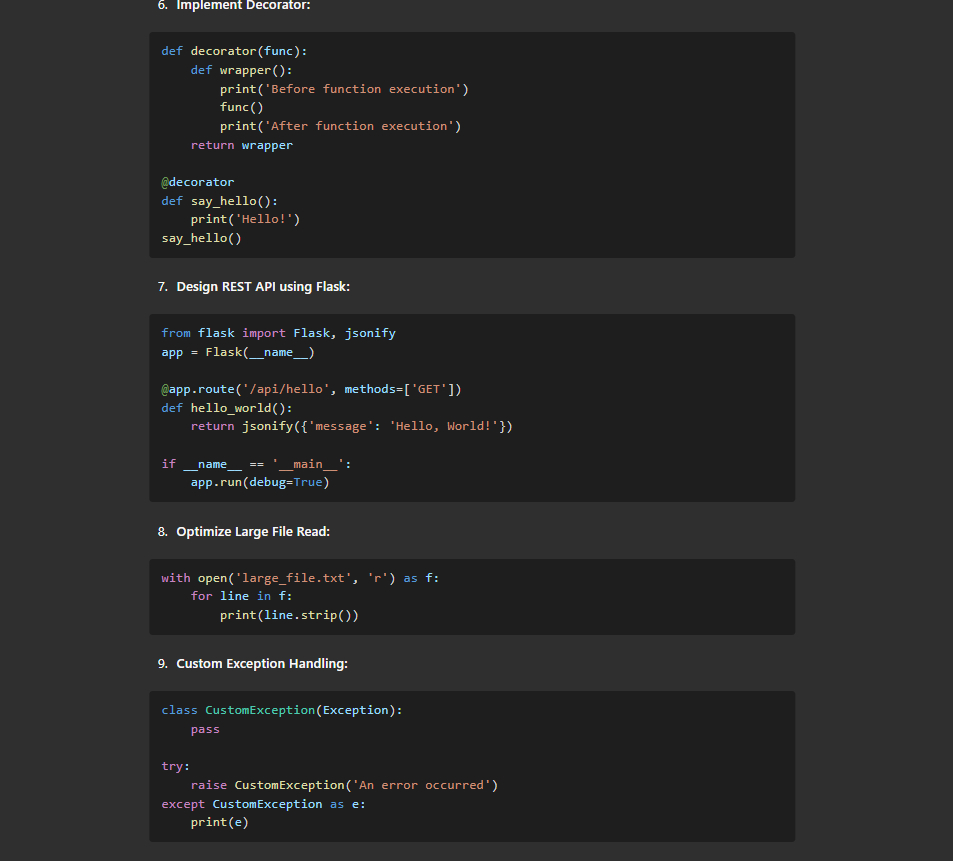 6. Implement Decorator:
def decorator(func):
    def wrapper():
        print('Before function execution')
        func()
        print('After function execution')
    return wrapper
@decorator
def say_hello():
    print('Hello!')
say_hello()
7. Design REST API using Flask:
from flask import Flask, jsonify
app = Flask(__name__)
@app.route('/api/hello', methods=['GET'])
def hello_world():
    return jsonify({'message': 'Hello, World!'})
if __name__ == '__main__':
    app.run(debug=True)
8. Optimize Large File Read:
with open('large_file.txt', 'r') as f:
    for line in f:
        print(line.strip())
9. Custom Exception Handling:
class CustomException(Exception):
    pass
try:
    raise CustomException('An error occurred')
except CustomException as e:
    print(e)